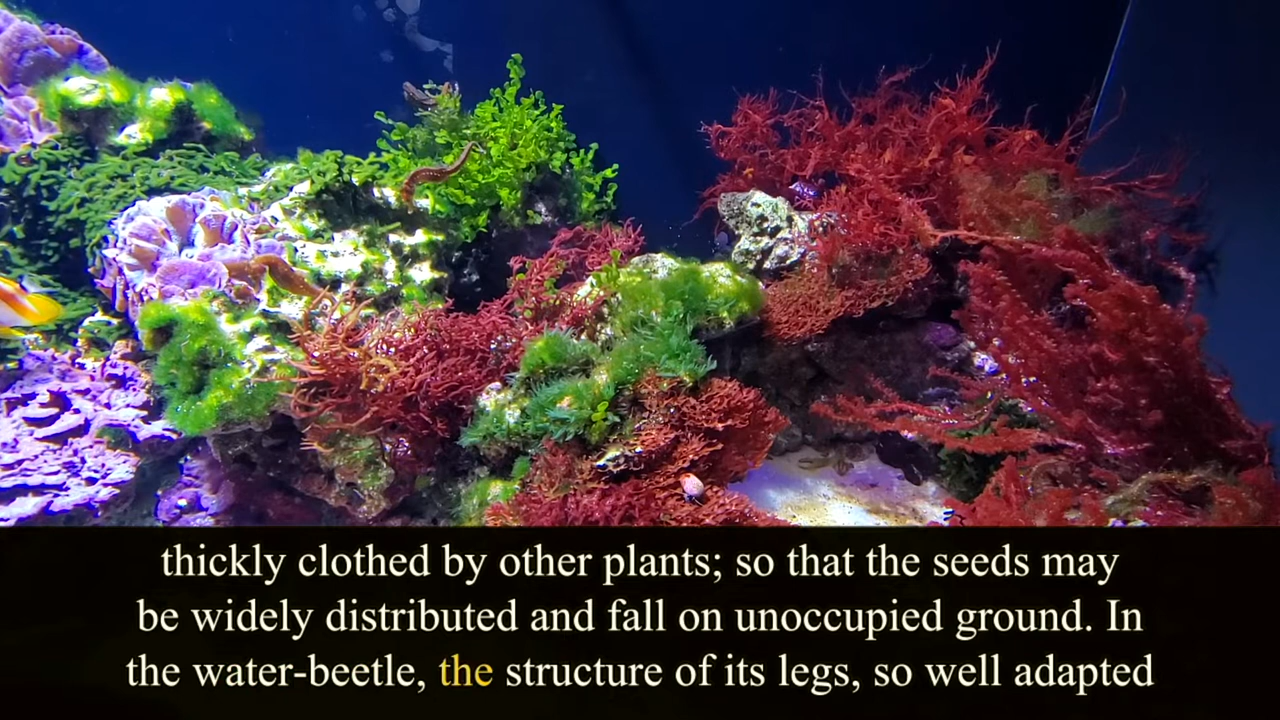 thickly clothed by other plants; so that the seeds may
be widely distributed and fall on unoccupied ground. In
the water-beetle, the structure of its legs, so well adapted